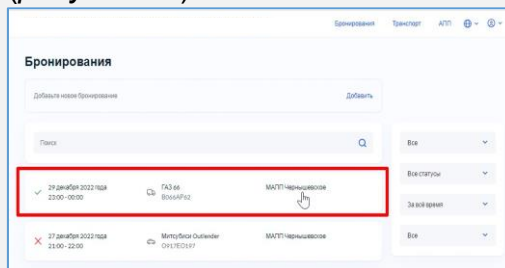 Бронирования Транспорт АПП
Бронирования
Добавьте новое бронирование Добавить
Поиск
Все
Все статусы
За всё время
Все
29 декабря 2022 года
23:00 - 00:00
ГАЗ 66
В066АР62
МАПП Чернышевское
27 декабря 2022 года
21:00 - 22:00
Митсубиси Outlander
О917ЕО197
МАПП Чернышевское